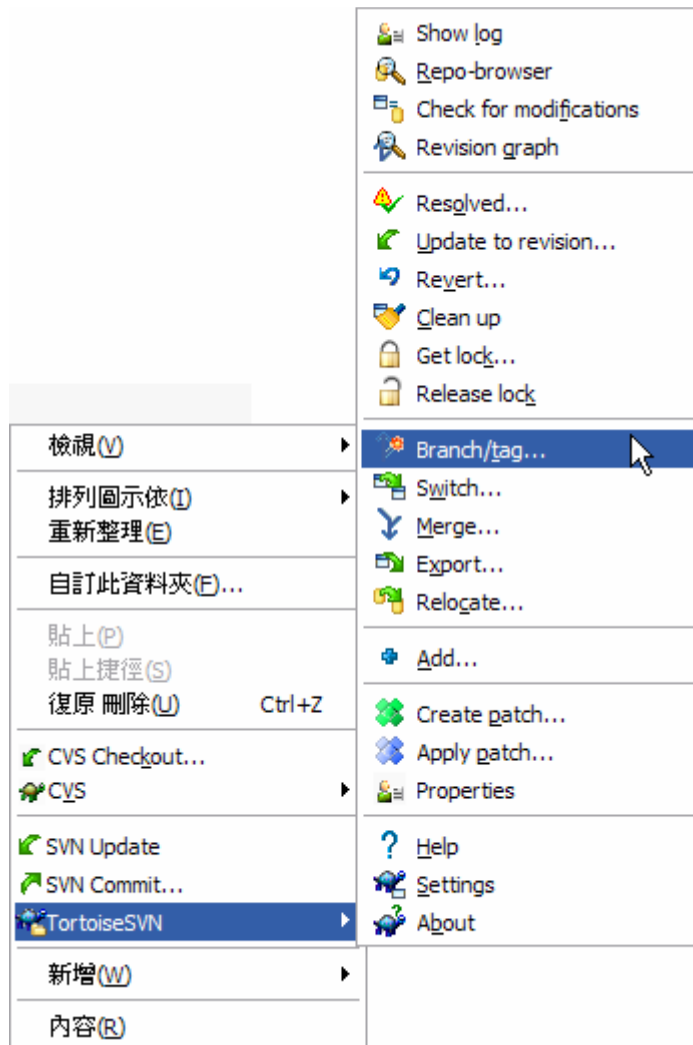 Show log
Repo-browser
Check for modifications
Revision graph
Resolved...
Update to revision...
Revert...
Clean up
Get lock...
Release lock
Branch/tag...
Switch...
Merge...
Export...
Relocate...
Add...
Create patch...
Apply patch...
Properties
Help
Settings
About
檢視(V)
排列圖示依(I)
重新整理(E)
自訂此資料夾(F)...
貼上(P)
貼上捷徑(S)
復原 刪除(U) Ctrl+Z
CVS Checkout...
CVS
SVN Update
SVN Commit...
TortoiseSVN
新增(W)
內容(R)